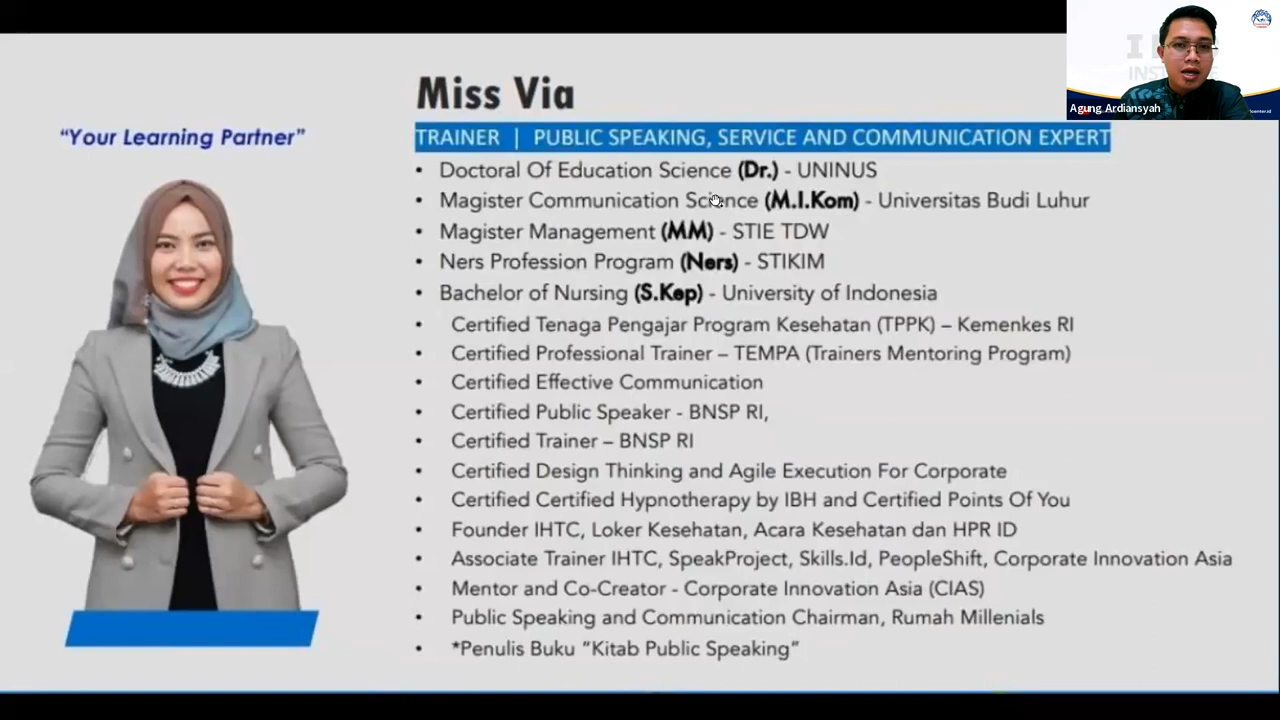 Miss Via
"Your Learning Partner"
TRAINER | PUBLIC SPEAKING, SERVICE AND COMMUNICATION EXPERT
• Doctoral Of Education Science (Dr.) - UNINUS
• Magister Communication Science (M.I.Kom) - Universitas Budi Luhur
• Magister Management (MM) - STIE TDW
• Ners Profession Program (Ners) - STIKIM
• Bachelor of Nursing (S.Kep) - University of Indonesia
• Certified Tenaga Pengajar Program Kesehatan (TPPK) – Kemenkes RI
• Certified Professional Trainer – TEMPA (Trainers Mentoring Program)
• Certified Effective Communication
• Certified Public Speaker - BNSP RI,
• Certified Trainer – BNSP RI
• Certified Design Thinking and Agile Execution For Corporate
• Certified Certified Hypnotherapy by IBH and Certified Points Of You
• Founder IHTC, Loker Kesehatan, Acara Kesehatan dan HPR ID
• Associate Trainer IHTC, SpeakProject, Skills.Id, PeopleShift, Corporate Innovation Asia
• Mentor and Co-Creator - Corporate Innovation Asia (CIAS)
• Public Speaking and Communication Chairman, Rumah Millenials
• *Penulis Buku "Kitab Public Speaking"
Agung Ardiansyah